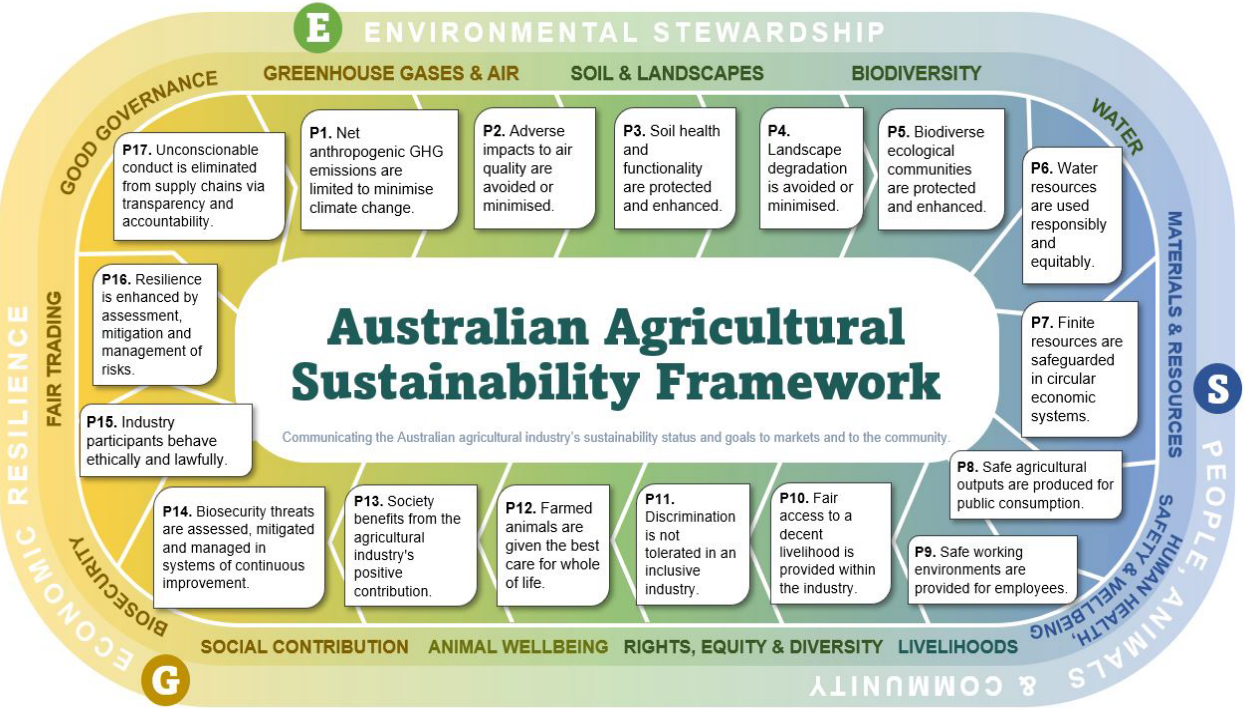 E ENVIRONMENTAL STEWARDSHIP
GREENHOUSE GASES & AIR
SOIL & LANDSCAPES
BIODIVERSITY
WATER
MATERIALS & RESOURCES
S
PEOPLE, ANIMALS & COMMUNITY
HUMAN HEALTH,
SAFETY & WELLBEING
LIVELIHOODS
RIGHTS, EQUITY & DIVERSITY
ANIMAL WELLBEING
SOCIAL CONTRIBUTION
G
ECONOMIC RESILIENCE
BIOSECURITY
FAIR TRADING
GOOD GOVERNANCE
P1. Net
anthropogenic GHG
emissions are
limited to minimise
climate change.
P2. Adverse
impacts to air
quality are
avoided or
minimised.
P3. Soil health
and
functionality
are protected
and enhanced.
P4.
Landscape
degradation
is avoided or
minimised.
P5. Biodiverse
ecological
communities
are protected
and enhanced.
P6. Water
resources
are used
responsibly
and
equitably.
P7. Finite
resources are
safeguarded
in circular
economic
systems.
P8. Safe agricultural
outputs are produced for
public consumption.
P9. Safe working
environments are
provided for employees.
P10. Fair
access to a
decent
livelihood is
provided within
the industry.
P11.
Discrimination
is not
tolerated in an
inclusive
industry.
P12. Farmed
animals are
given the best
care for whole
of life.
P13. Society
benefits from the
agricultural
industry's
positive
contribution.
P14. Biosecurity threats
are assessed, mitigated
and managed in
systems of continuous
improvement.
P15. Industry
participants behave
ethically and lawfully.
P16. Resilience
is enhanced by
assessment,
mitigation and
management of
risks.
P17. Unconscionable
conduct is eliminated
from supply chains via
transparency and
accountability.
Australian Agricultural
Sustainability Framework
Communicating the Australian agricultural industry's sustainability status and goals to markets and to the community.